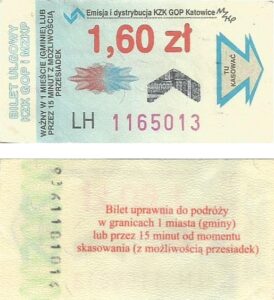 BILET ULGOWY
KZK GOP i MZKP
WAŻNY W 1 MIEŚCIE (GMINIE) LUB
PRZEZ 15 MINUT Z MOŻLIWOŚCIĄ
PRZESIADEK
Emisja i dystrybucja KZK GOP Katowice
1,60 zł
TU
KASOWAĆ
LH 1165013
Bilet uprawnia do podróży
w granicach 1 miasta (gminy)
lub przez 15 minut od momentu
skasowania (z możliwością przesiadek)